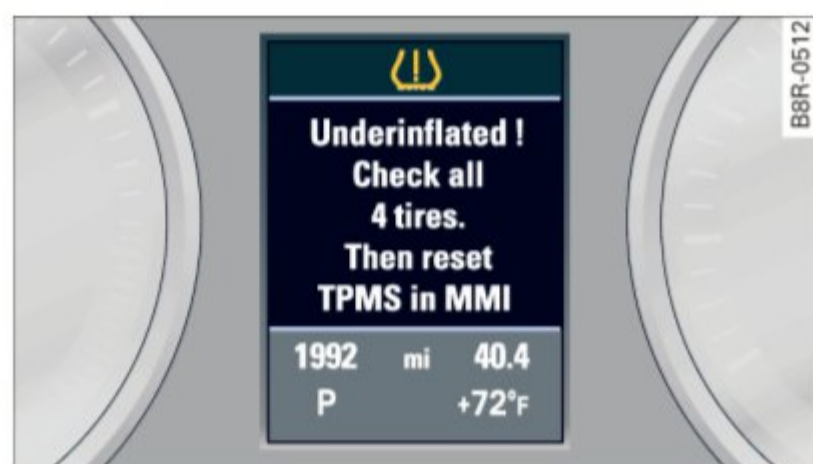 Underinflated !
Check all
4 tires.
Then reset
TPMS in MMI
1992 mi 40.4
P +72°F
B8R-0512